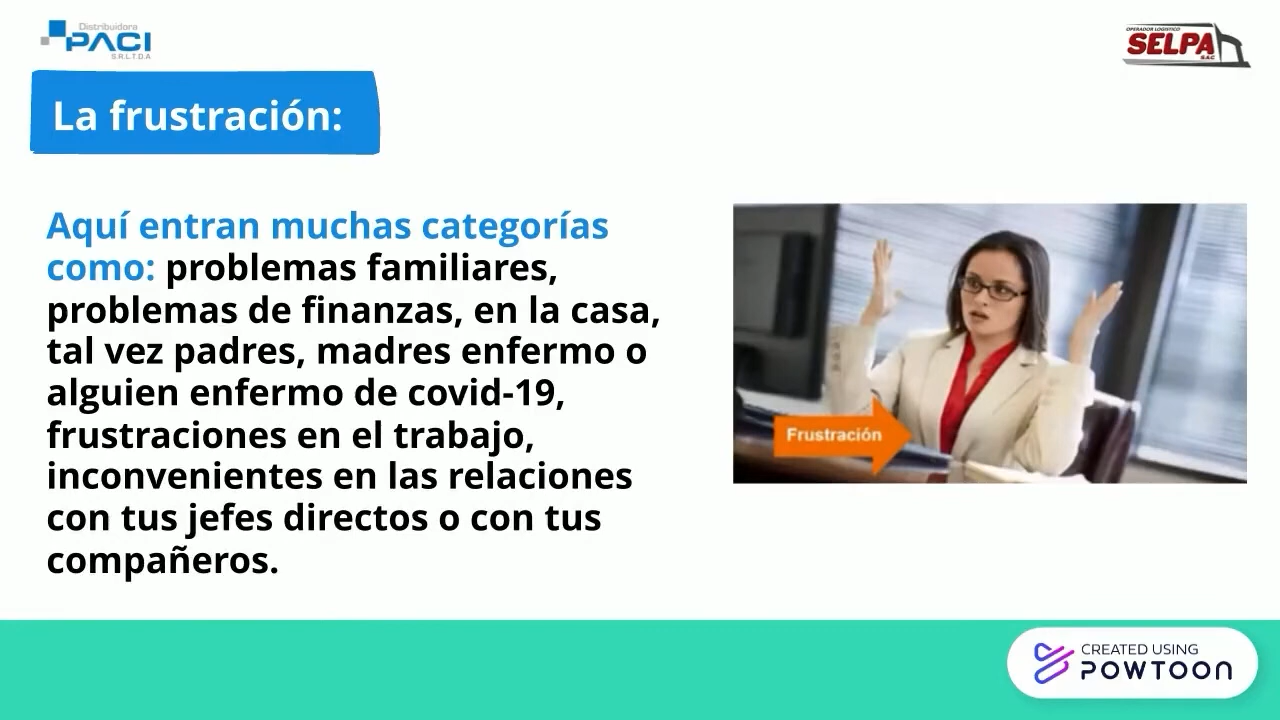 Distribuidora
PACI
S.R.L.T.D.A
OPERADOR LOGISTICO
SELPA
SAC
La frustración:
Aquí entran muchas categorías
como: problemas familiares,
problemas de finanzas, en la casa,
tal vez padres, madres enfermo o
alguien enfermo de covid-19,
frustraciones en el trabajo,
inconvenientes en las relaciones
con tus jefes directos o con tus
compañeros.
Frustración
CREATED USING
POWTOON